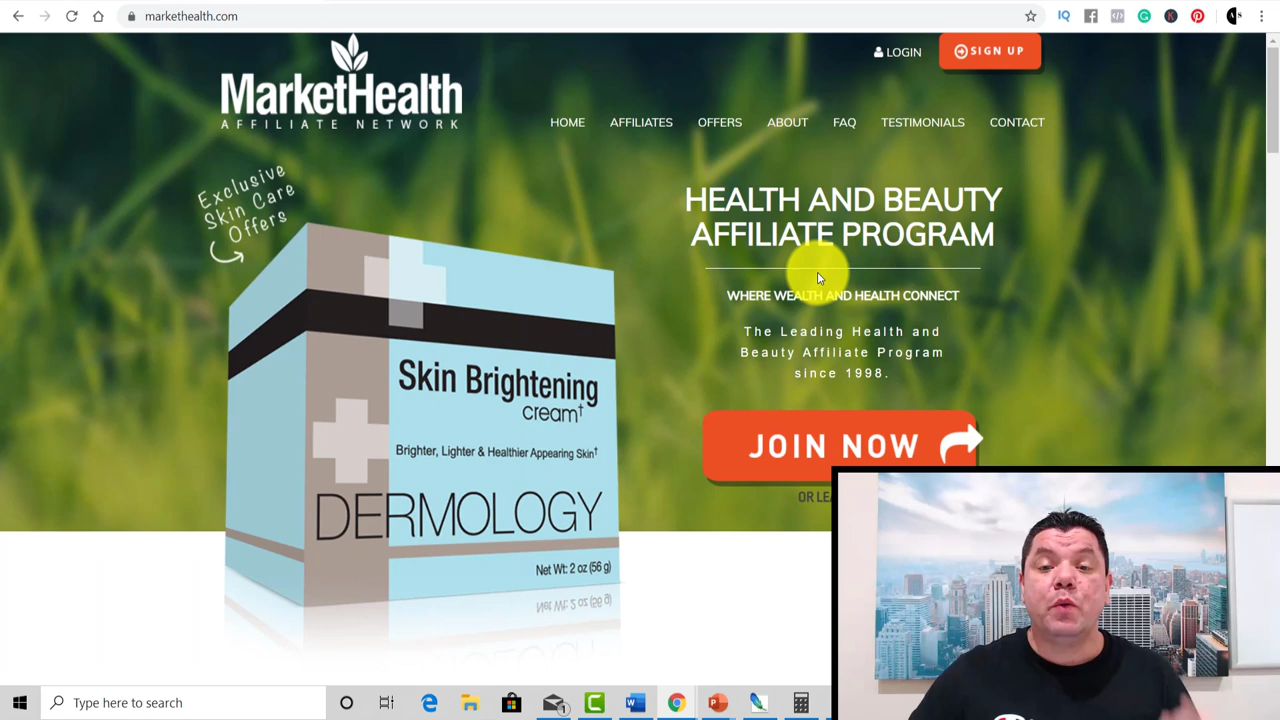 markethealth.com
LOGIN
SIGN UP
MarketHealth
AFFILIATE NETWORK
HOME AFFILIATES OFFERS ABOUT FAQ TESTIMONIALS CONTACT
Exclusive
Skin Care
Offers
HEALTH AND BEAUTY
AFFILIATE PROGRAM
WHERE WEALTH AND HEALTH CONNECT
The Leading Health and
Beauty Affiliate Program
since 1998.
JOIN NOW
Skin Brightening
cream†
Brighter, Lighter & Healthier Appearing Skin†
DERMOLOGY
Net Wt: 2 oz (56 g)
Type here to search